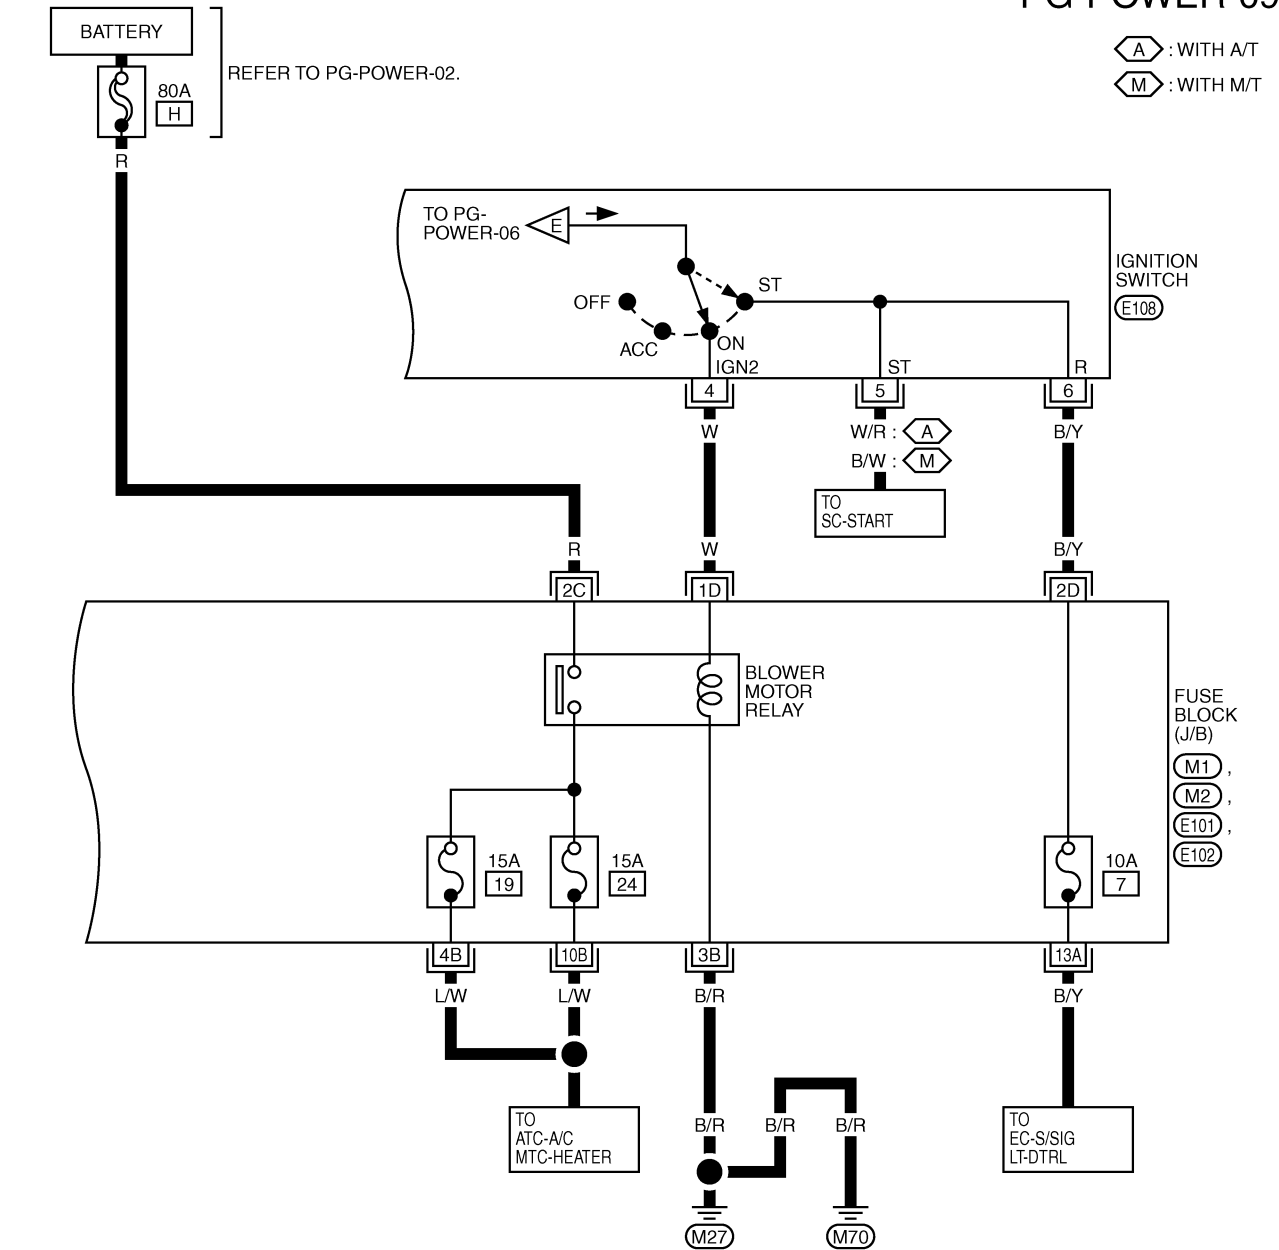 BATTERY
80A
H
REFER TO PG-POWER-02.
A : WITH A/T
M : WITH M/T
R
TO PG-
POWER-06
E
OFF
ACC
ON
ST
IGN2
ST
R
IGNITION
SWITCH
E108
4
5
6
W
W/R : A
B/W : M
B/Y
TO
SC-START
R
W
B/Y
2C
1D
2D
BLOWER
MOTOR
RELAY
FUSE
BLOCK
(J/B)
M1 ,
M2 ,
E101 ,
E102
15A
19
15A
24
10A
7
4B
10B
3B
13A
L/W
L/W
B/R
B/Y
TO
ATC-A/C
MTC-HEATER
B/R
B/R
B/R
TO
EC-S/SIG
LT-DTRL
M27
M70